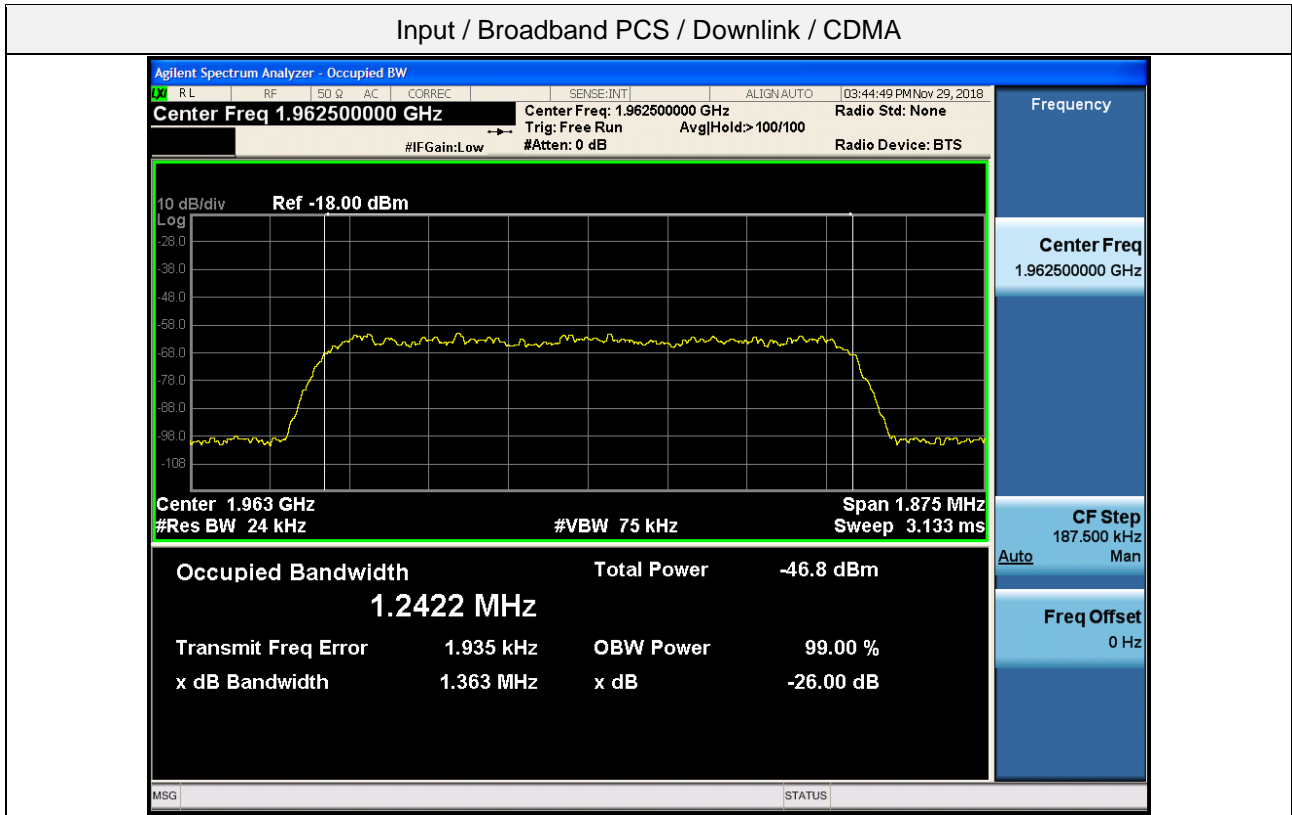 Input / Broadband PCS / Downlink / CDMA
Agilent Spectrum Analyzer - Occupied BW
LXI RL RF 50 Ω AC CORREC SENSE:INT ALIGN AUTO 03:44:49 PM Nov 29, 2018
Center Freq 1.962500000 GHz
Center Freq: 1.962500000 GHz Radio Std: None
Trig: Free Run Avg|Hold:>100/100
#IFGain:Low #Atten: 0 dB Radio Device: BTS
10 dB/div Ref -18.00 dBm
Log
-28.0
-38.0
-48.0
-58.0
-68.0
-78.0
-88.0
-98.0
-108
Center 1.963 GHz Span 1.875 MHz
#Res BW 24 kHz #VBW 75 kHz Sweep 3.133 ms
Occupied Bandwidth Total Power -46.8 dBm
1.2422 MHz
Transmit Freq Error 1.935 kHz OBW Power 99.00 %
x dB Bandwidth 1.363 MHz x dB -26.00 dB
Frequency
Center Freq
1.962500000 GHz
CF Step
187.500 kHz
Auto Man
Freq Offset
0 Hz
MSG STATUS